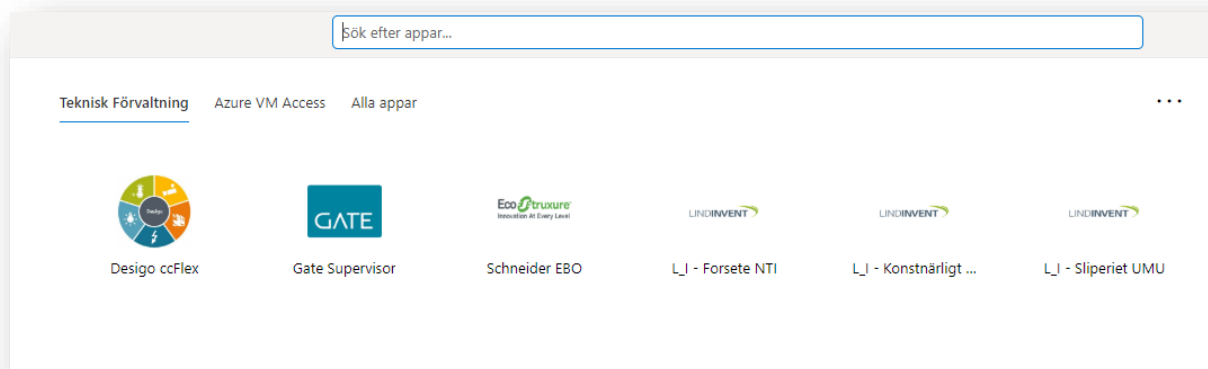 Sök efter appar...
Teknisk Förvaltning Azure VM Access Alla appar
Desigo
GATE
EcoStruxure
Innovation At Every Level
LINDINVENT
LINDINVENT
LINDINVENT
Desigo ccFlex
Gate Supervisor
Schneider EBO
L_I - Forsete NTI
L_I - Konstnärligt ...
L_I - Sliperiet UMU